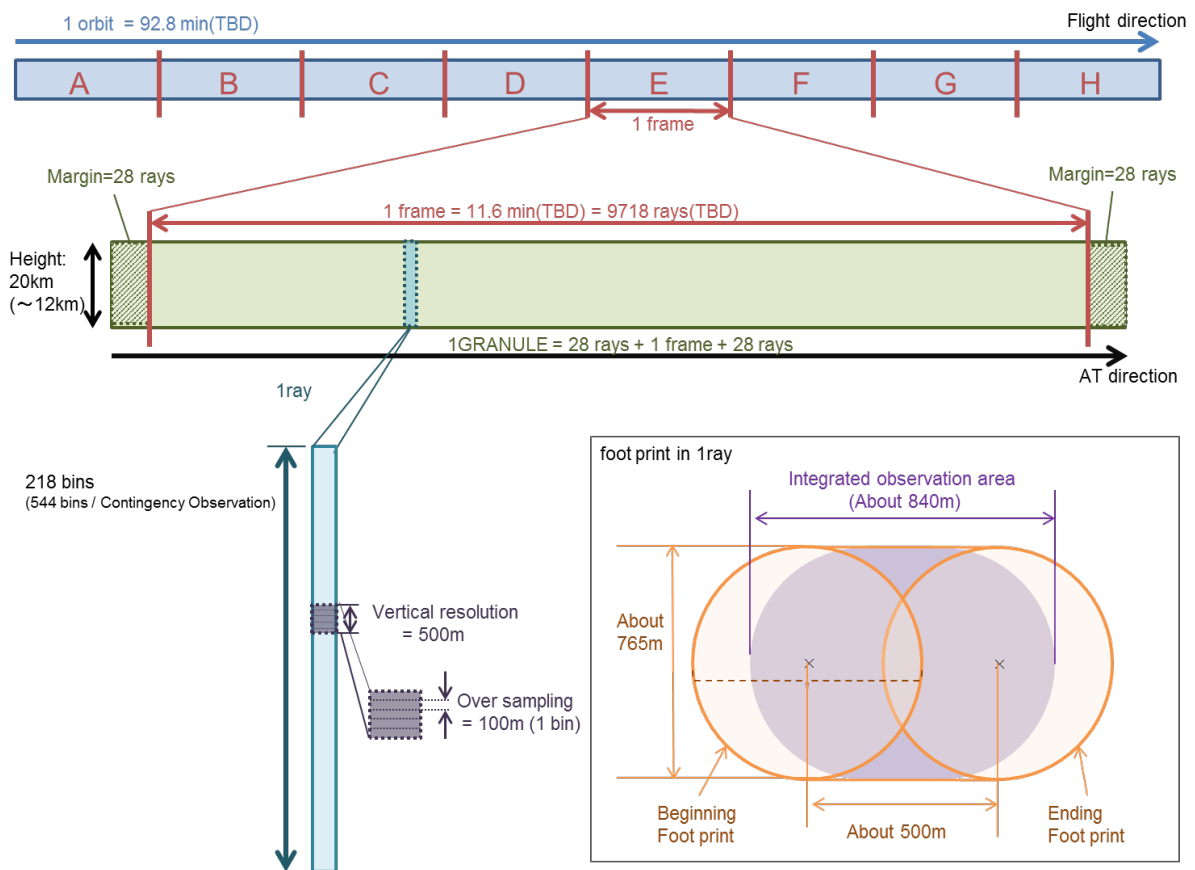 1 orbit = 92.8 min(TBD)
Flight direction
A B C D E F G H
1 frame
Margin=28 rays
Margin=28 rays
1 frame = 11.6 min(TBD) = 9718 rays(TBD)
Height:
20km
(～12km)
1GRANULE = 28 rays + 1 frame + 28 rays
AT direction
1ray
218 bins
(544 bins / Contingency Observation)
Vertical resolution
= 500m
Over sampling
= 100m (1 bin)
foot print in 1ray
Integrated observation area
(About 840m)
About
765m
Beginning
Foot print
About 500m
Ending
Foot print